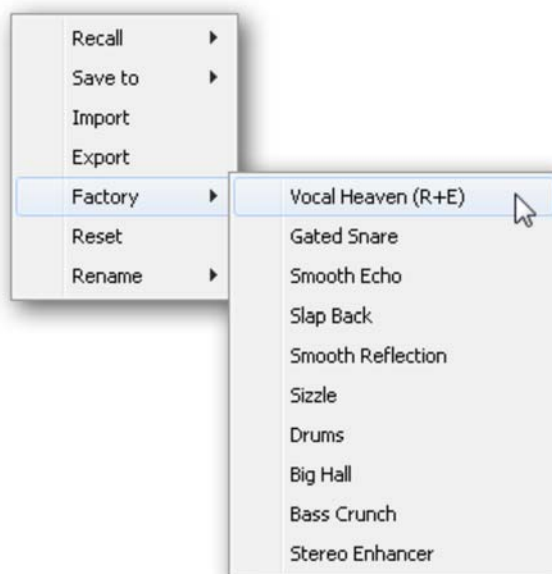 Recall
Save to
Import
Export
Factory
Reset
Rename
Vocal Heaven (R+E)
Gated Snare
Smooth Echo
Slap Back
Smooth Reflection
Sizzle
Drums
Big Hall
Bass Crunch
Stereo Enhancer